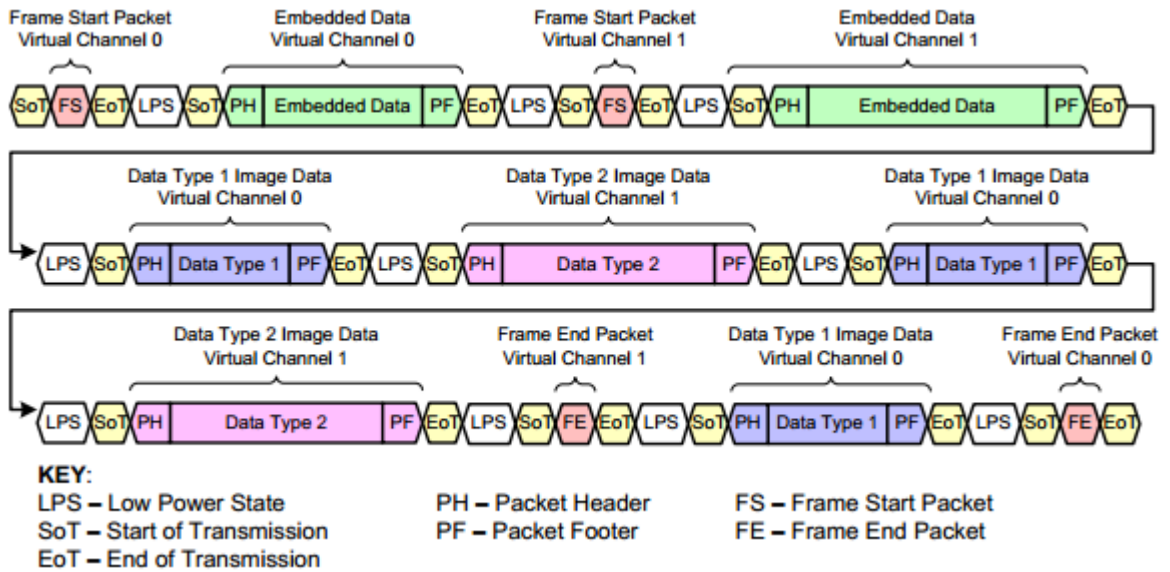 Frame Start Packet Embedded Data Frame Start Packet Embedded Data
Virtual Channel 0 Virtual Channel 0 Virtual Channel 1 Virtual Channel 1
SoT FS EoT LPS SoT PH Embedded Data PF EoT LPS SoT FS EoT LPS SoT PH Embedded Data PF EoT
Data Type 1 Image Data Data Type 2 Image Data Data Type 1 Image Data
Virtual Channel 0 Virtual Channel 1 Virtual Channel 0
LPS SoT PH Data Type 1 PF EoT LPS SoT PH Data Type 2 PF EoT LPS SoT PH Data Type 1 PF EoT
Data Type 2 Image Data Frame End Packet Data Type 1 Image Data Frame End Packet
Virtual Channel 1 Virtual Channel 1 Virtual Channel 0 Virtual Channel 0
LPS SoT PH Data Type 2 PF EoT LPS SoT FE EoT LPS SoT PH Data Type 1 PF EoT LPS SoT FE EoT
KEY:
LPS – Low Power State PH – Packet Header FS – Frame Start Packet
SoT – Start of Transmission PF – Packet Footer FE – Frame End Packet
EoT – End of Transmission